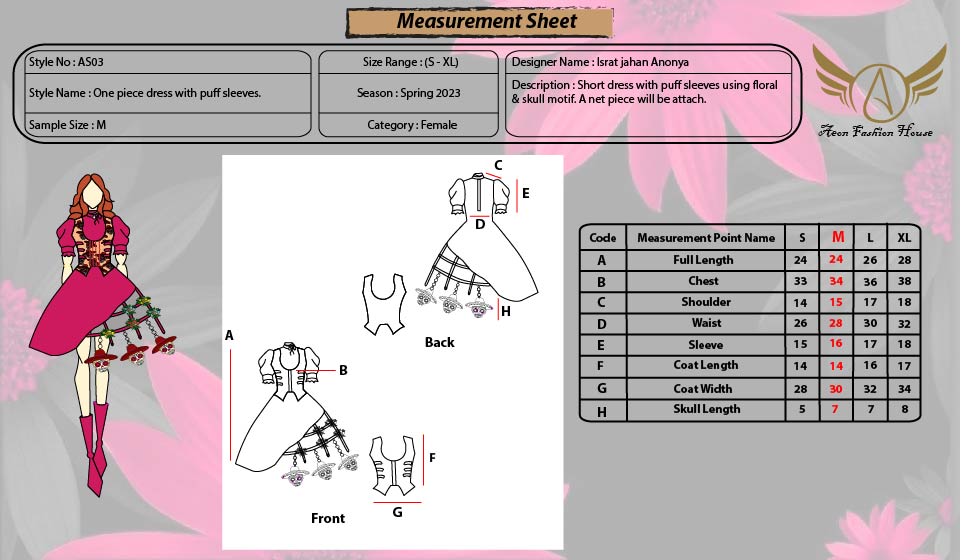 Measurement Sheet
Style No : AS03
Style Name : One piece dress with puff sleeves.
Sample Size : M
Size Range : (S - XL)
Season : Spring 2023
Category : Female
Designer Name : Israt jahan Anonya
Description : Short dress with puff sleeves using floral
& skull motif. A net piece will be attach.
Aeon Fashion House
C
E
D
H
Back
A
B
F
G
Front
Code Measurement Point Name S M L XL
A Full Length 24 24 26 28
B Chest 33 34 36 38
C Shoulder 14 15 17 18
D Waist 26 28 30 32
E Sleeve 15 16 17 18
F Coat Length 14 14 16 17
G Coat Width 28 30 32 34
H Skull Length 5 7 7 8